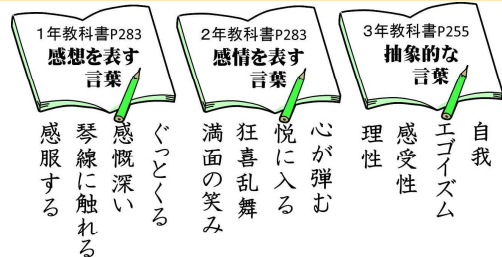 1年教科書P283
感想を表す
言葉
ぐっとくる
感慨深い
琴線に触れる
感服する
2年教科書P283
感情を表す
言葉
心が弾む
悦に入る
狂喜乱舞
満面の笑み
3年教科書P255
抽象的な
言葉
自我
エゴイズム
感受性
理性